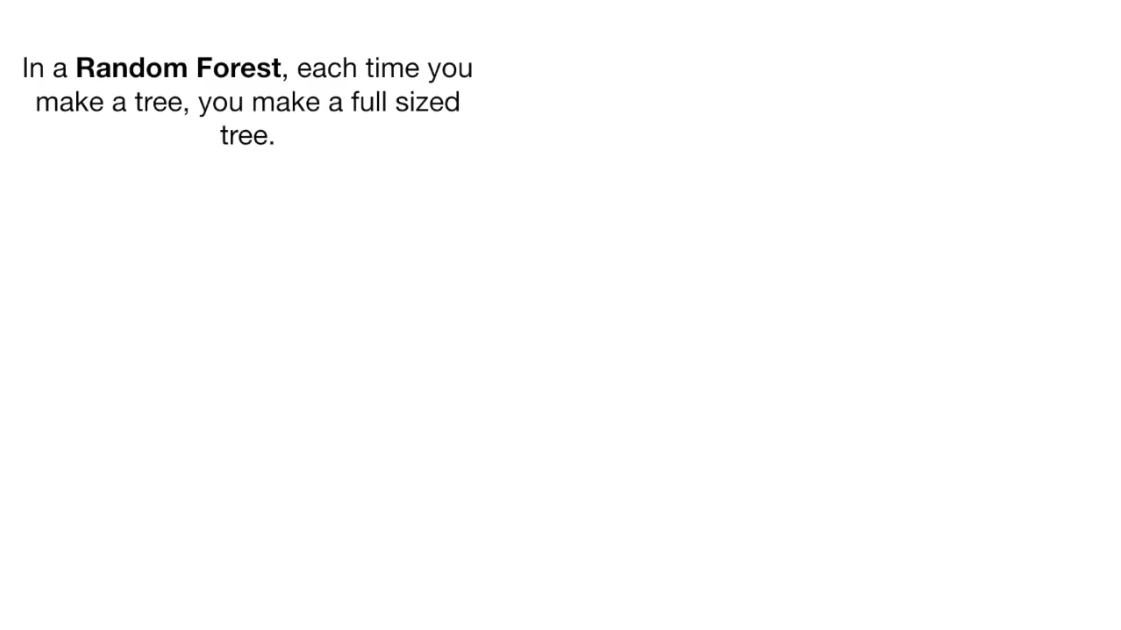 In a Random Forest, each time you
make a tree, you make a full sized
tree.